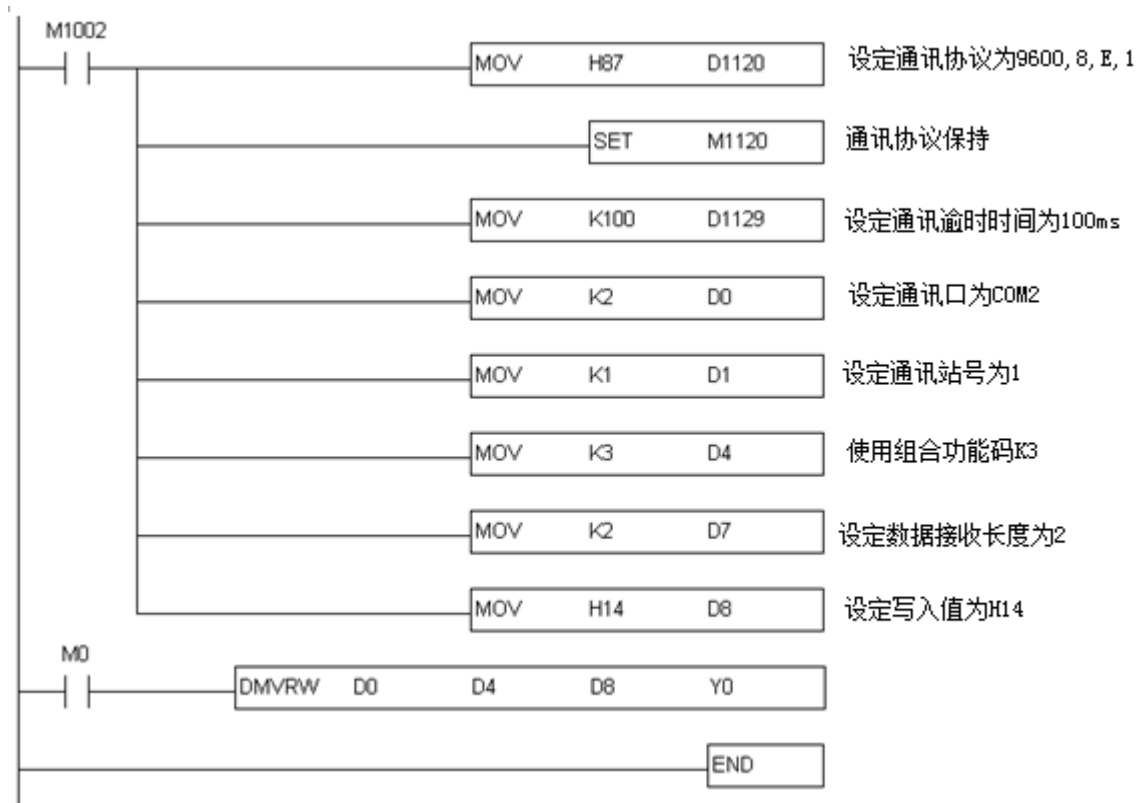 M1002
MOV H87 D1120 设定通讯协议为9600,8,E,1
SET M1120 通讯协议保持
MOV K100 D1129 设定通讯逾时时间为100ms
MOV K2 D0 设定通讯口为COM2
MOV K1 D1 设定通讯站号为1
MOV K3 D4 使用组合功能码K3
MOV K2 D7 设定数据接收长度为2
MOV H14 D8 设定写入值为H14
M0
DMVRW D0 D4 D8 Y0
END